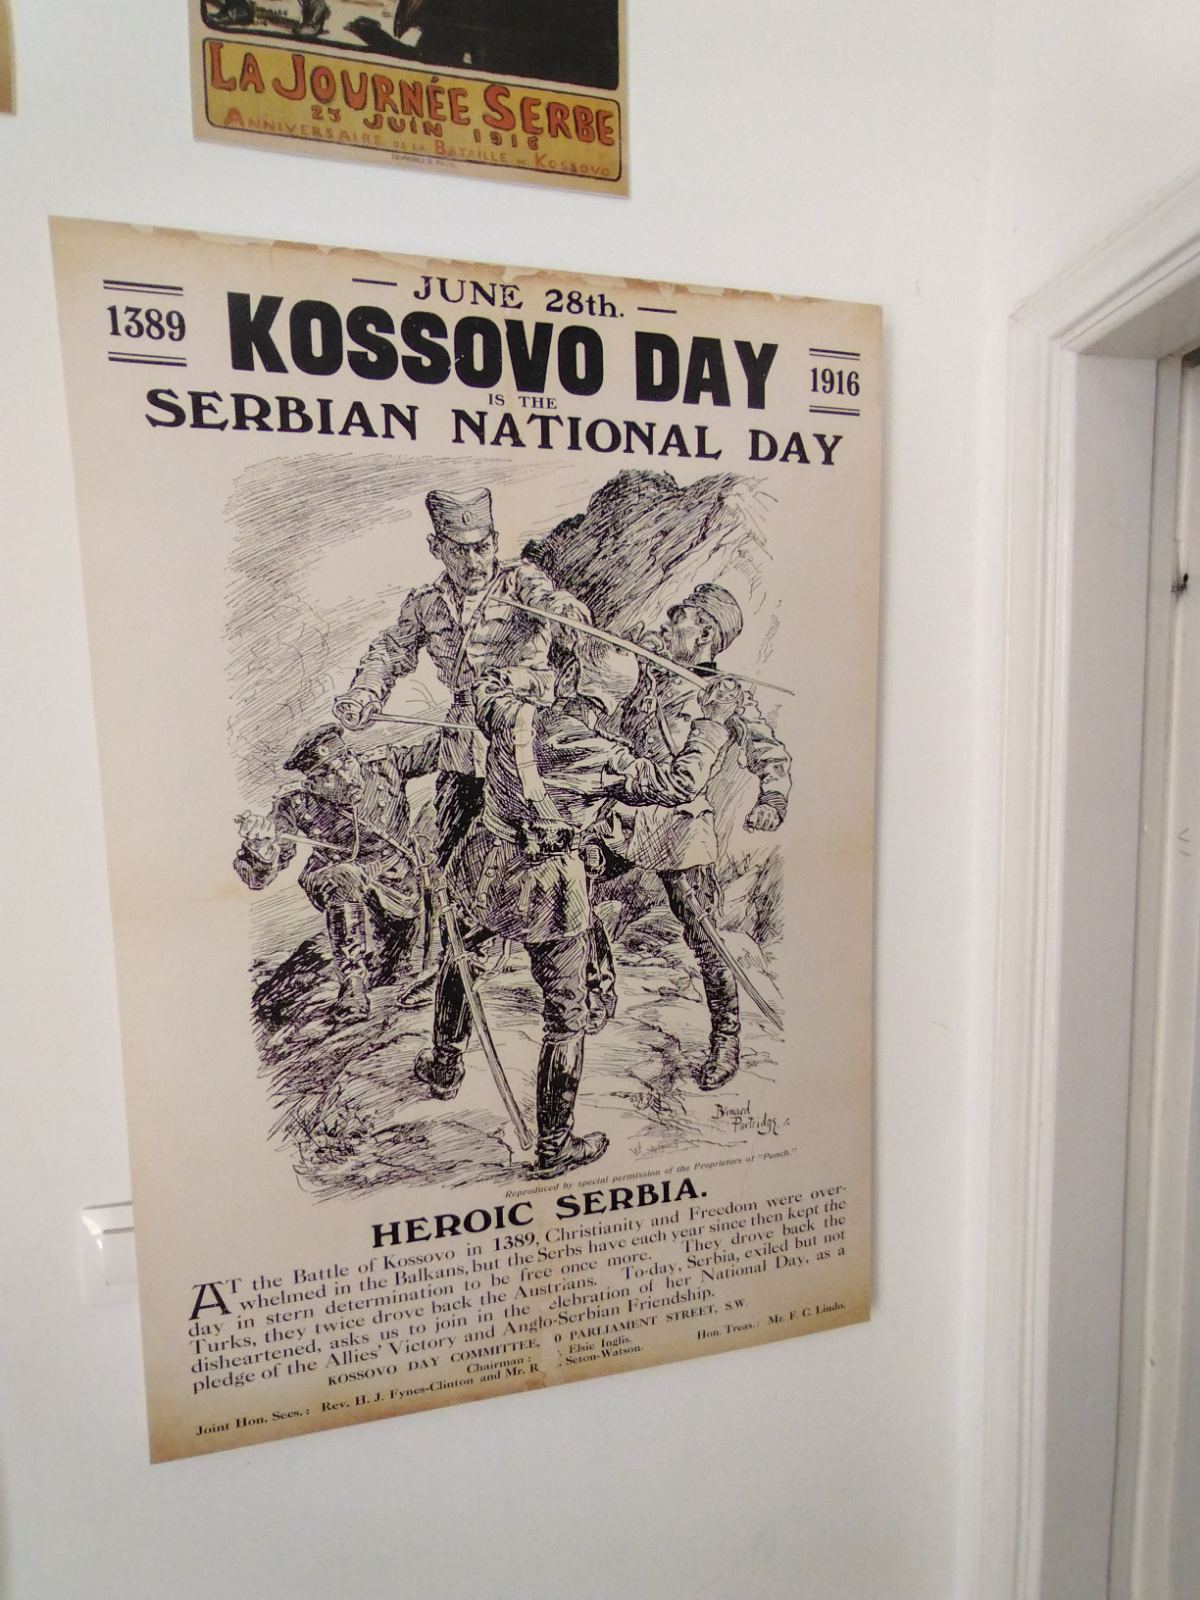 LA JOURNÉE SERBE
25 JUIN 1916
ANNIVERSAIRE DE LA BATAILLE DE KOSSOVO
JUNE 28th.
1389
KOSSOVO DAY
1916
IS THE
SERBIAN NATIONAL DAY
Bernard
Partridge
Reproduced by special permission of the Proprietors of "Punch."
HEROIC SERBIA.
AT the Battle of Kossovo in 1389, Christianity and Freedom were over-
whelmed in the Balkans, but the Serbs have each year since then kept the
day in stern determination to be free once more. They drove back the
Turks, they twice drove back the Austrians. To-day, Serbia, exiled but not
disheartened, asks us to join in the elebration of her National Day, as a
pledge of the Allies' Victory and Anglo-Serbian Friendship.
KOSSOVO DAY COMMITTEE, 0 PARLIAMENT STREET, S.W.
Chairman: Elsie Inglis.
Joint Hon. Secs.: Rev. H. J. Fynes-Clinton and Mr. R . Seton-Watson. Hon. Treas.: Mr. F. C. Lindo.